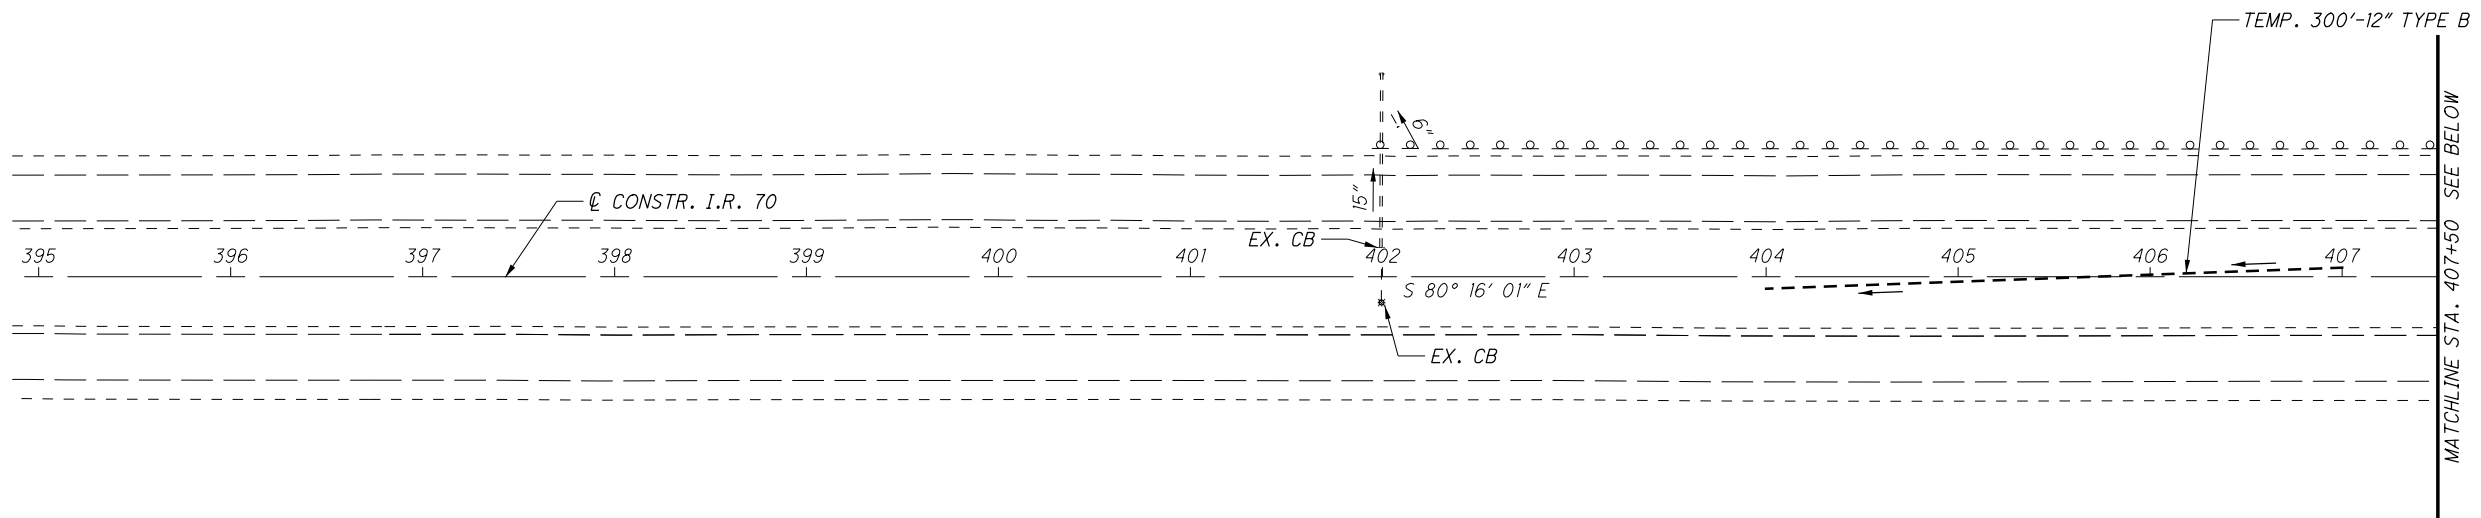 TEMP. 300'-12" TYPE B
6"
15"
℄ CONSTR. I.R. 70
EX. CB
395 396 397 398 399 400 401 402 403 404 405 406 407
S 80° 16' 01" E
EX. CB
MATCHLINE STA. 407+50 SEE BELOW